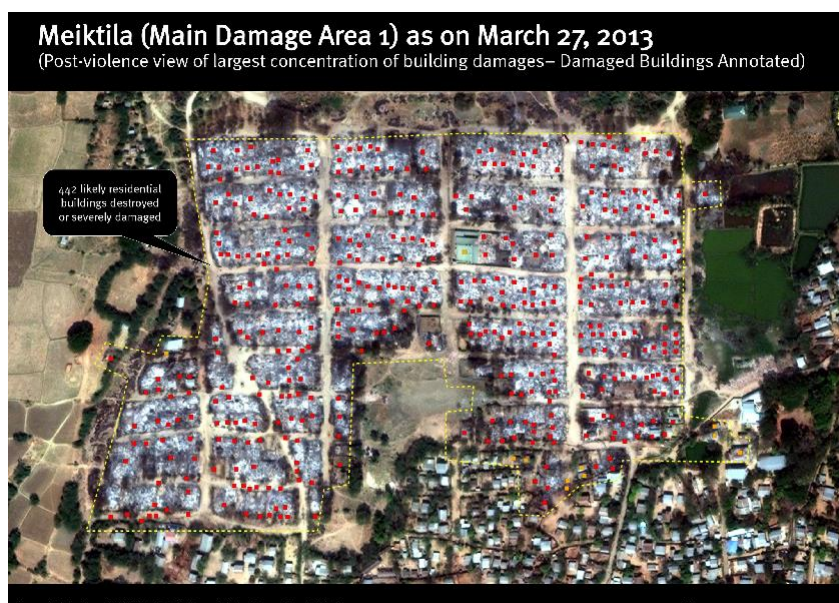 Meiktila (Main Damage Area 1) as on March 27, 2013
(Post-violence view of largest concentration of building damages– Damaged Buildings Annotated)
442 likely residential
buildings destroyed
or severely damaged